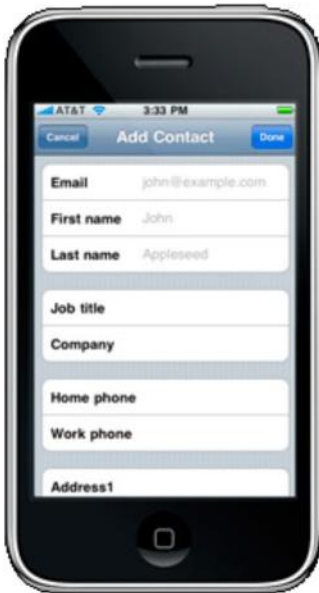 AT&T 3:33 PM
Cancel Add Contact Done
Email john@example.com
First name John
Last name Appleseed
Job title
Company
Home phone
Work phone
Address1